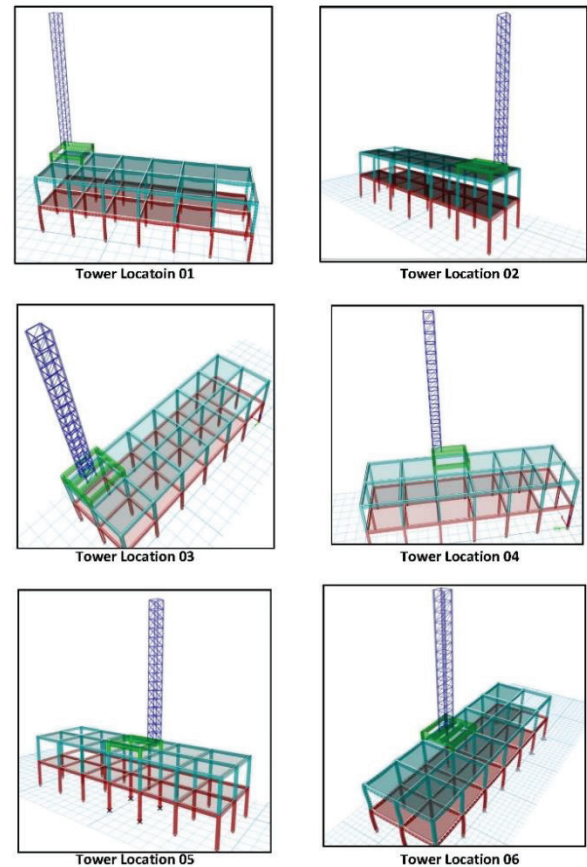 Tower Locatoin 01
Tower Location 02
Tower Location 03
Tower Location 04
Tower Location 05
Tower Location 06